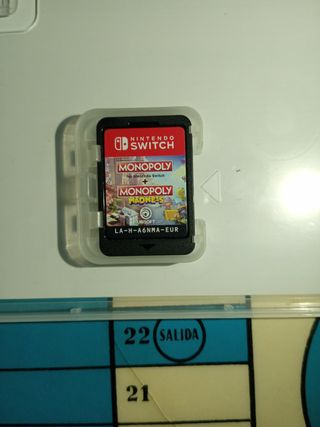 NINTENDO
SWITCH
MONOPOLY
for Nintendo Switch
+
MONOPOLY
MADNESS
UBISOFT
LA-H-A6NMA-EUR
22 SALIDA
21